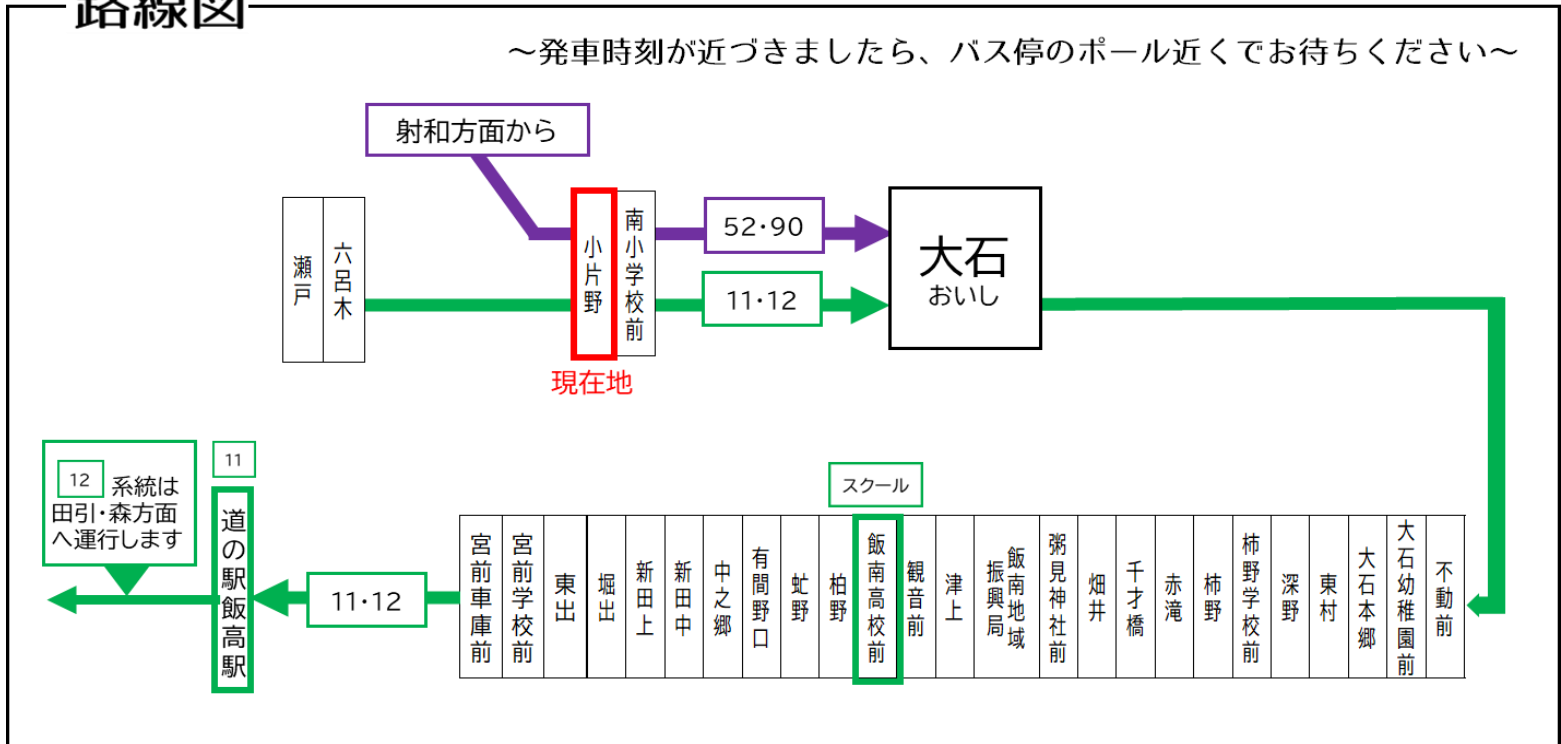 路線図
～発車時刻が近づきましたら、バス停のポール近くでお待ちください～
射和方面から
瀬戸
六呂木
小片野
南小学校前
52・90
11・12
大石
おいし
現在地
12 系統は
田引・森方面
へ運行します
11
道の駅飯高駅
11・12
宮前車庫前
宮前学校前
東出
堀出
新田上
新田中
中之郷
有間野口
虻野
柏野
スクール
飯南高校前
観音前
津上
飯南地域
振興局
粥見神社前
畑井
千才橋
赤滝
柿野
柿野学校前
深野
東村
大石本郷
大石幼稚園前
不動前